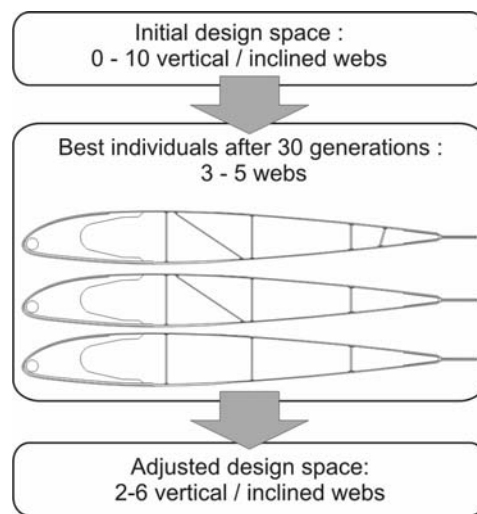 Initial design space :
0 - 10 vertical / inclined webs
Best individuals after 30 generations :
3 - 5 webs
Adjusted design space:
2-6 vertical / inclined webs